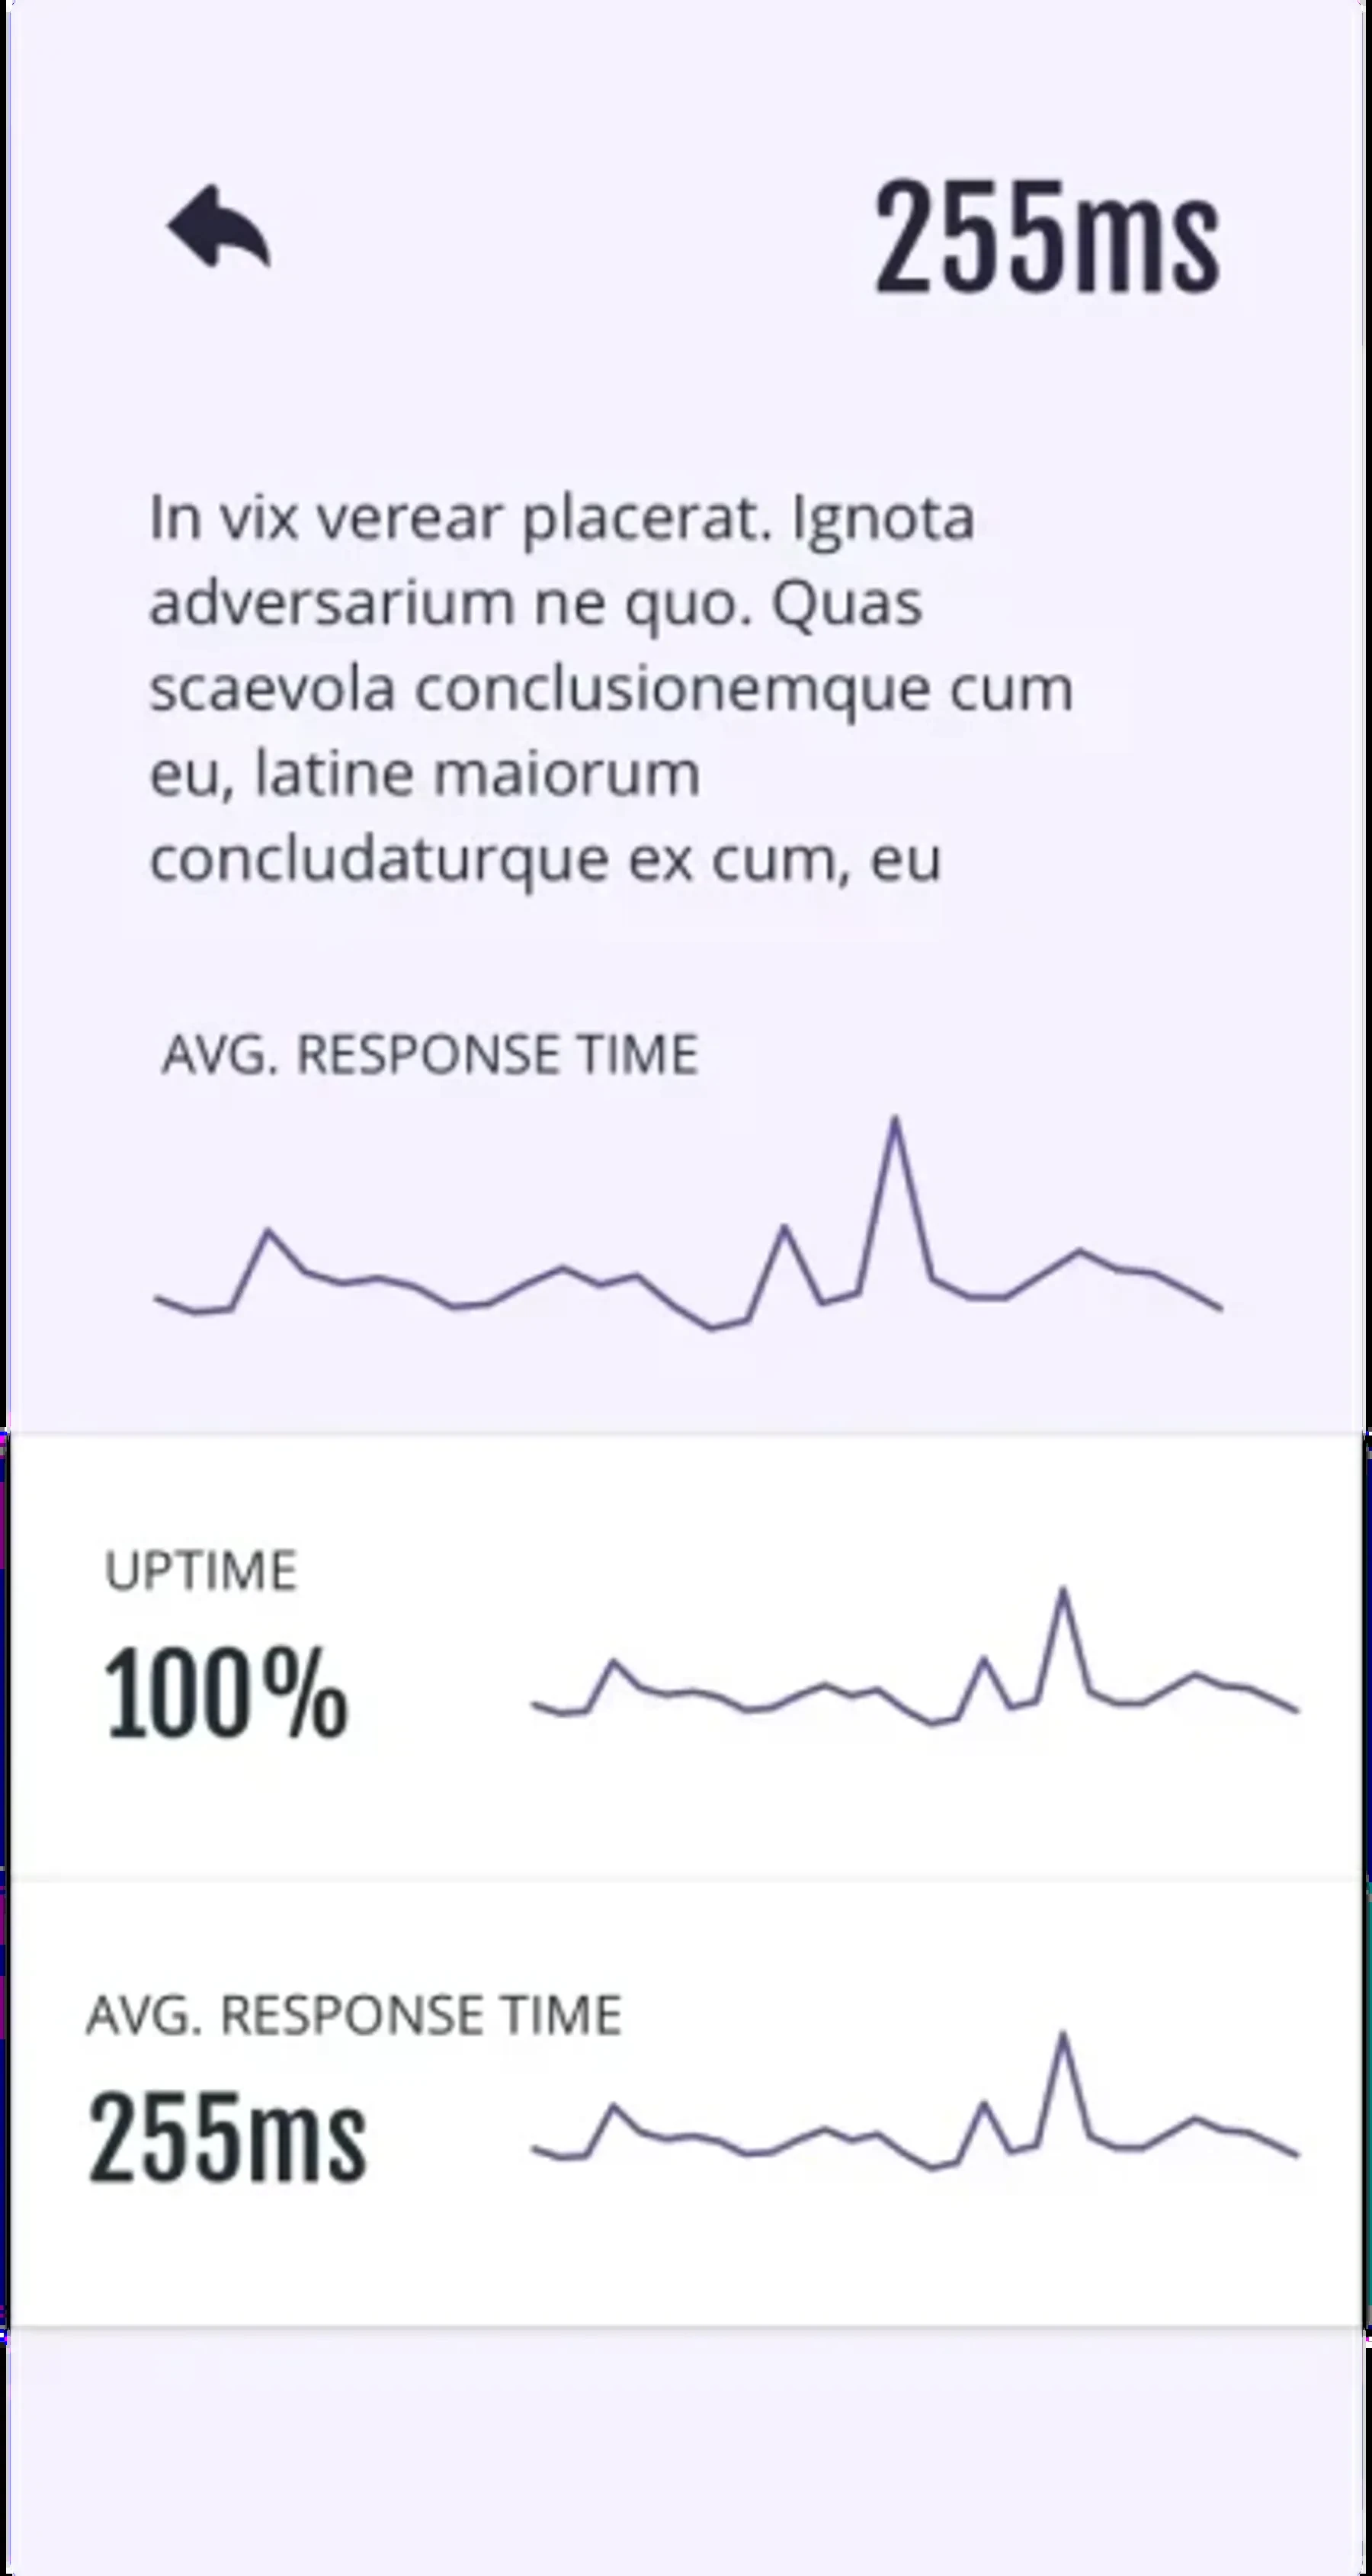 255ms
In vix verear placerat. Ignota
adversarium ne quo. Quas
scaevola conclusionemque cum
eu, latine maiorum
concludaturque ex cum, eu
AVG. RESPONSE TIME
UPTIME
100%
AVG. RESPONSE TIME
255ms